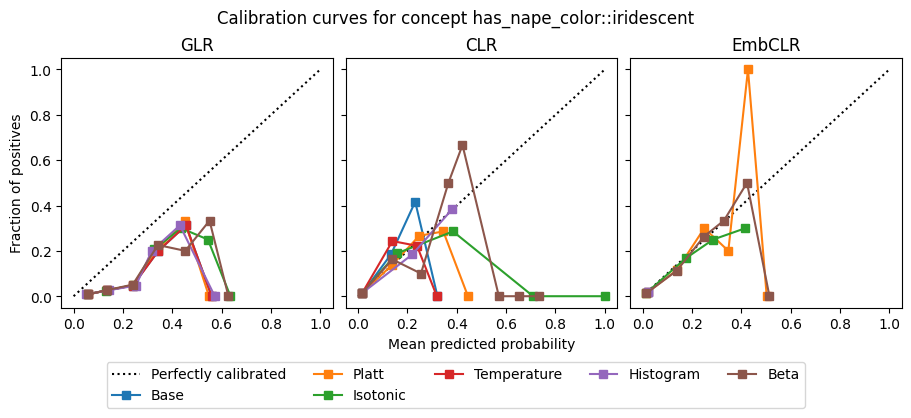 Calibration curves for concept has_nape_color::iridescent
GLR
CLR
EmbCLR
Fraction of positives
1.0
0.8
0.6
0.4
0.2
0.0
0.0 0.2 0.4 0.6 0.8 1.0
0.0 0.2 0.4 0.6 0.8 1.0
0.0 0.2 0.4 0.6 0.8 1.0
Mean predicted probability
Perfectly calibrated Platt Temperature Histogram Beta
Base Isotonic